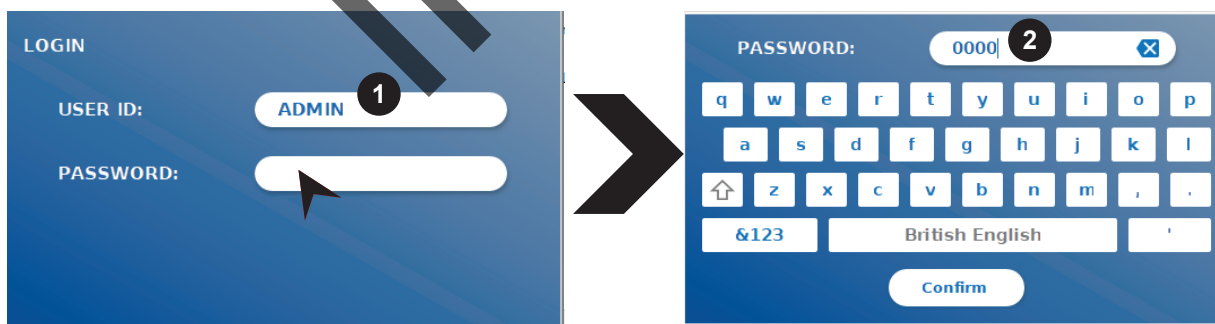 LOGIN
USER ID: ADMIN 1
PASSWORD:
PASSWORD: 0000 2
q w e r t y u i o p
a s d f g h j k l
z x c v b n m , .
&123 British English '
Confirm